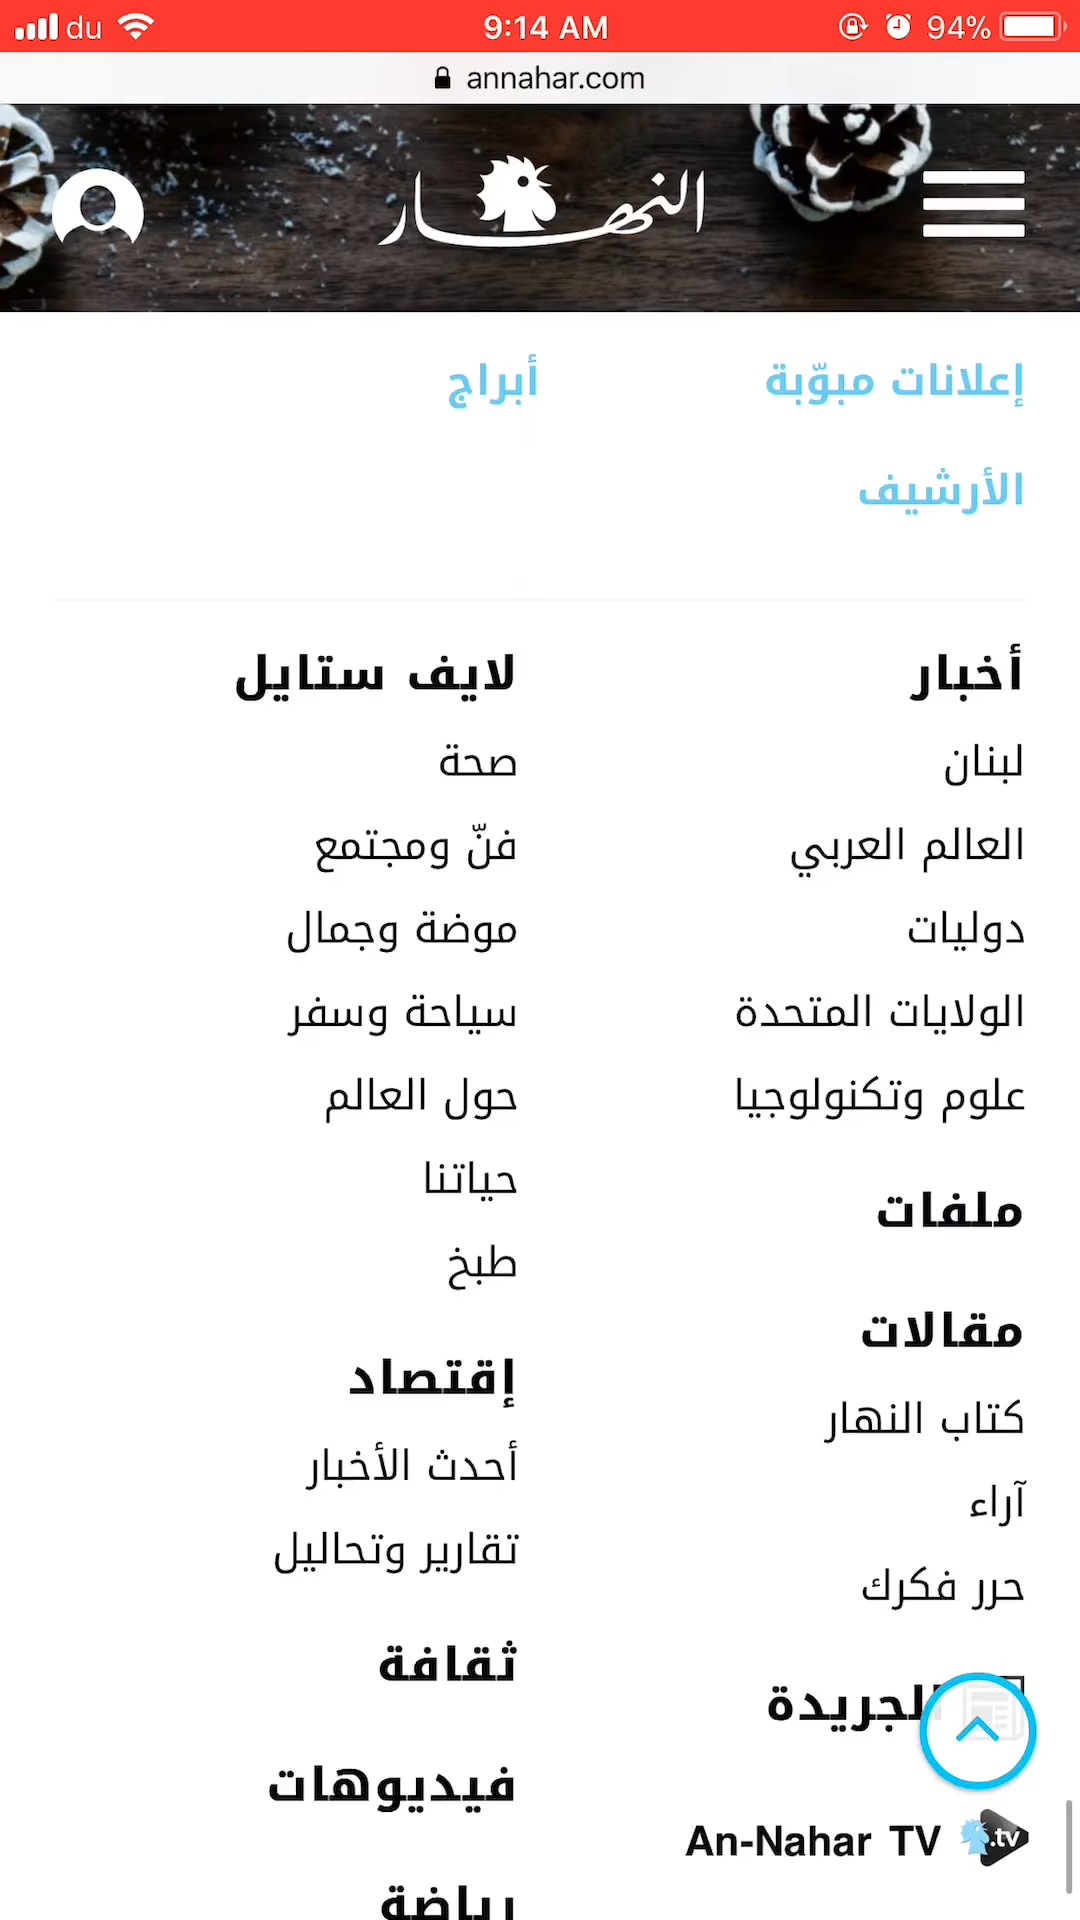 du 9:14 AM 94%
annahar.com
النهار
إعلانات مبوّبة
أبراج
الأرشيف
أخبار
لبنان
العالم العربي
دوليات
الولايات المتحدة
علوم وتكنولوجيا
ملفات
مقالات
كتاب النهار
آراء
حرر فكرك
الجريدة
An-Nahar TV
.tv
لايف ستايل
صحة
فنّ ومجتمع
موضة وجمال
سياحة وسفر
حول العالم
حياتنا
طبخ
إقتصاد
أحدث الأخبار
تقارير وتحاليل
ثقافة
فيديوهات
رياضة